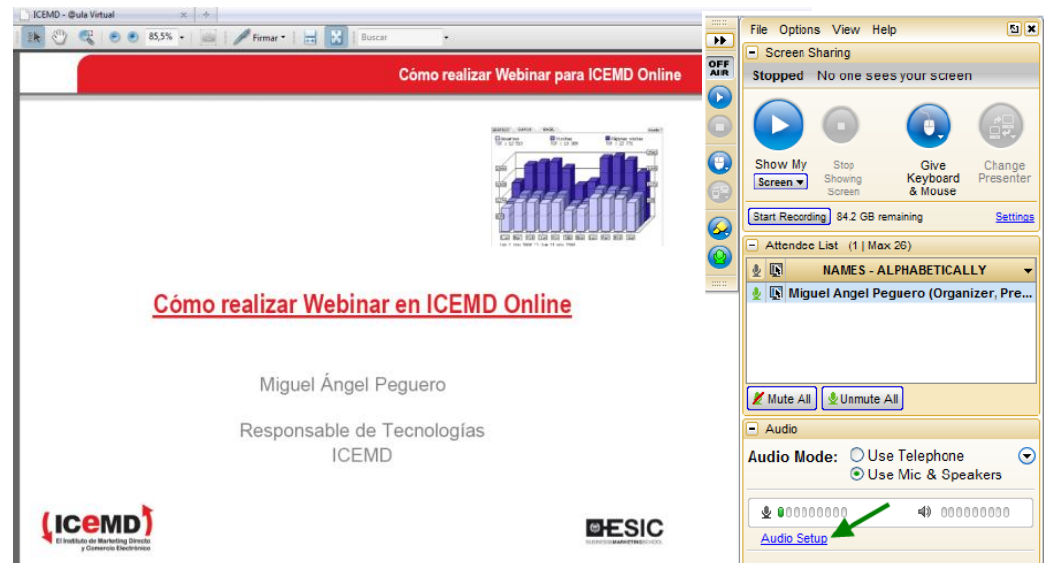 ICEMD - @ula Virtual
85,5%
Firmar
Buscar
Cómo realizar Webinar para ICEMD Online
Cómo realizar Webinar en ICEMD Online
Miguel Ángel Peguero
Responsable de Tecnologías
ICEMD
ICEMD
El Instituto de Marketing Directo
y Comercio Electrónico
ESIC
BUSINESS&MARKETINGSCHOOL
OFF
AIR
File Options View Help
Screen Sharing
Stopped No one sees your screen
Show My
Screen
Stop
Showing
Screen
Give
Keyboard
& Mouse
Change
Presenter
Start Recording 84.2 GB remaining Settings
Attendee List (1 | Max 26)
NAMES - ALPHABETICALLY
Miguel Angel Peguero (Organizer, Pre...
Mute All Unmute All
Audio
Audio Mode: Use Telephone
Use Mic & Speakers
Audio Setup